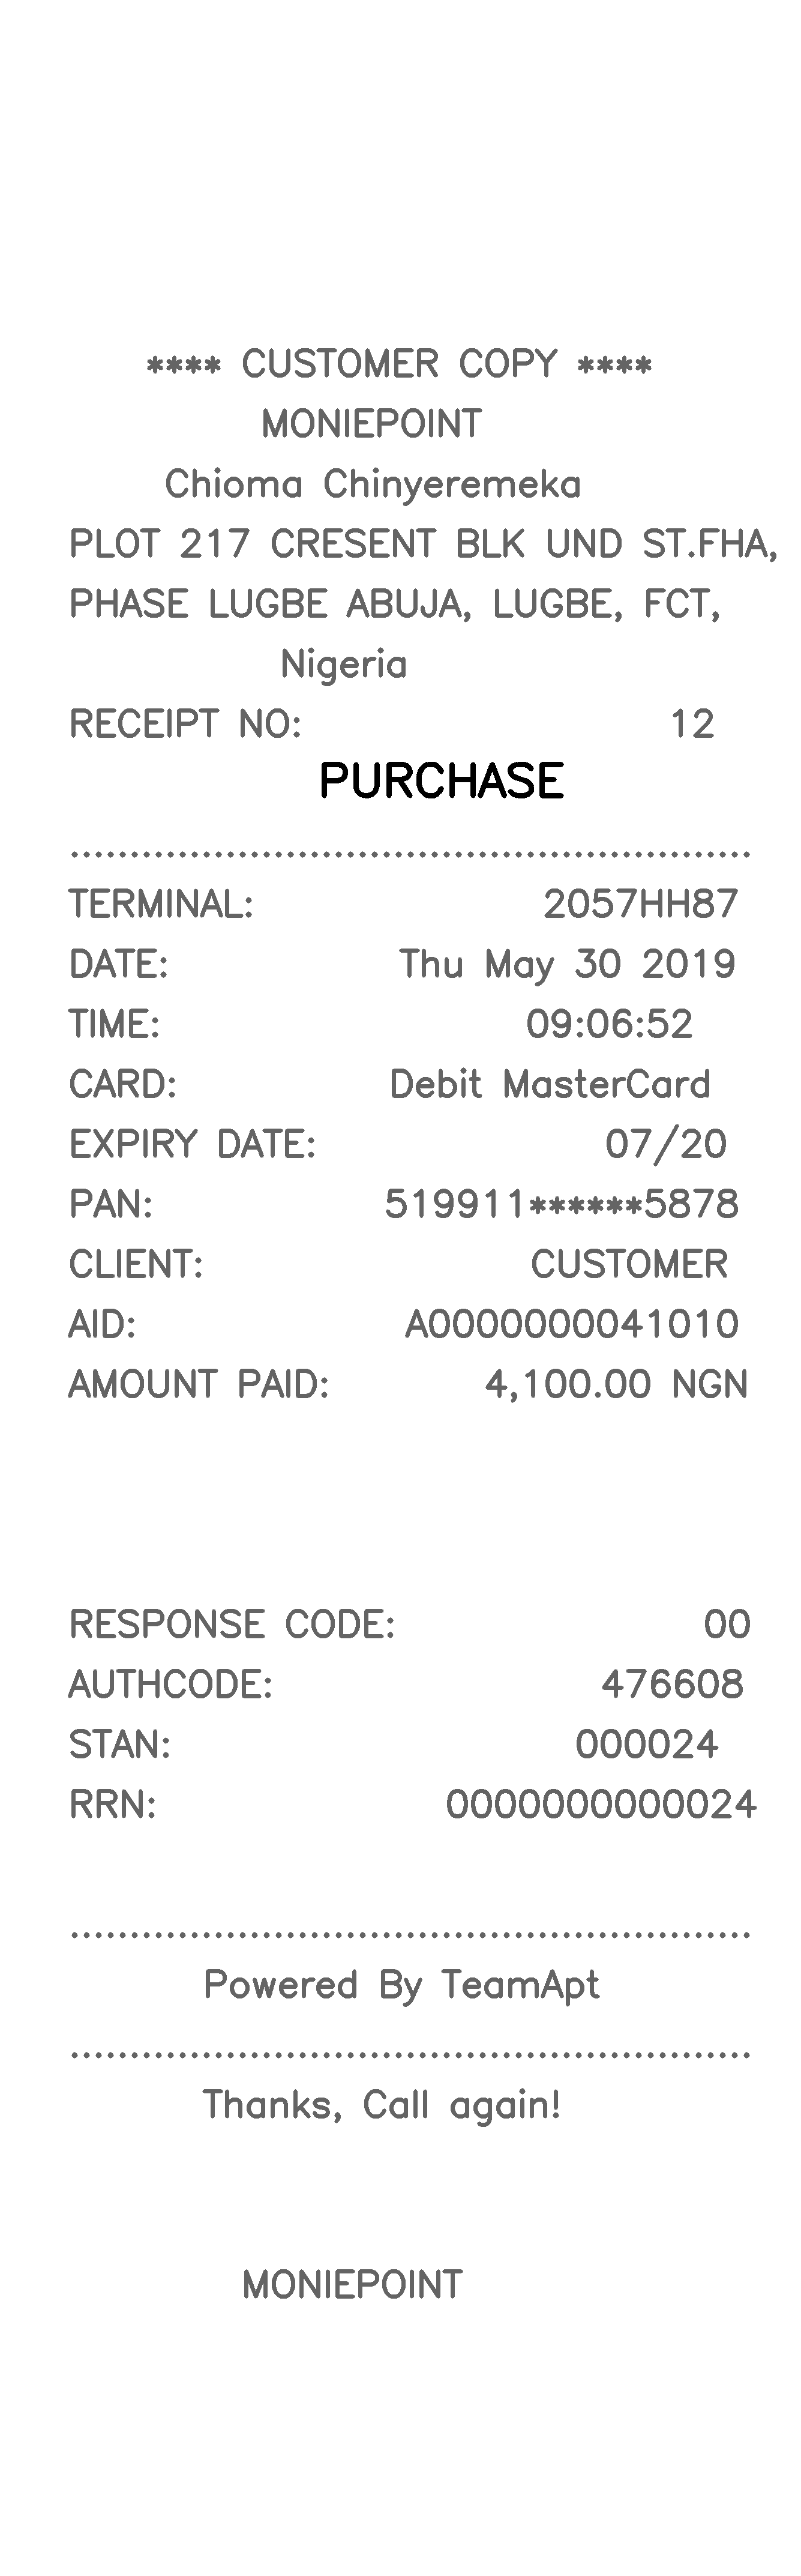 **** CUSTOMER COPY ****
MONIEPOINT
Chioma Chinyeremeka
PLOT 217 CRESENT BLK UND ST.FHA,
PHASE LUGBE ABUJA, LUGBE, FCT,
Nigeria
RECEIPT NO: 12
PURCHASE
.........................................................
TERMINAL: 2057HH87
DATE: Thu May 30 2019
TIME: 09:06:52
CARD: Debit MasterCard
EXPIRY DATE: 07/20
PAN: 519911******5878
CLIENT: CUSTOMER
AID: A0000000041010
AMOUNT PAID: 4,100.00 NGN
RESPONSE CODE: 00
AUTHCODE: 476608
STAN: 000024
RRN: 0000000000024
.........................................................
Powered By TeamApt
.........................................................
Thanks, Call again!
MONIEPOINT